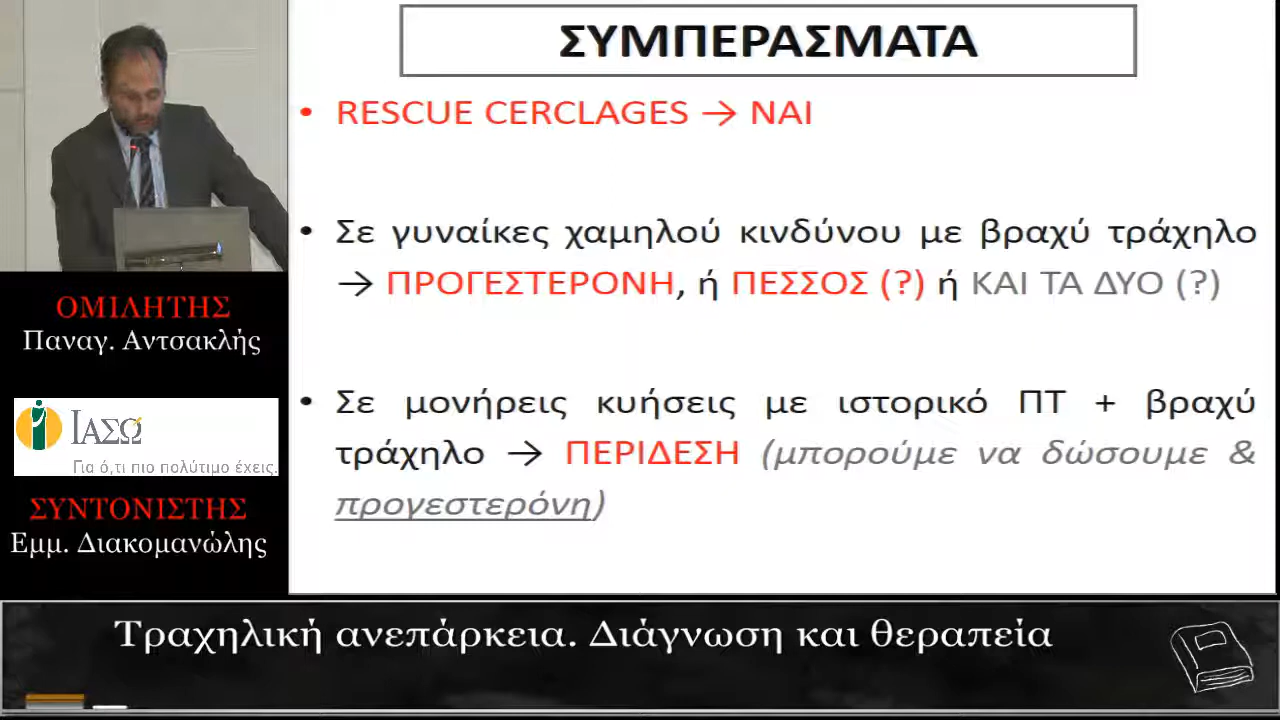 ΣΥΜΠΕΡΑΣΜΑΤΑ
• RESCUE CERCLAGES → ΝΑΙ
• Σε γυναίκες χαμηλού κινδύνου με βραχύ τράχηλο
→ ΠΡΟΓΕΣΤΕΡΟΝΗ, ή ΠΕΣΣΟΣ (?) ή ΚΑΙ ΤΑ ΔΥΟ (?)
• Σε μονήρεις κυήσεις με ιστορικό ΠΤ + βραχύ
τράχηλο → ΠΕΡΙΔΕΣΗ (μπορούμε να δώσουμε &
προγεστερόνη)
ΟΜΙΛΗΤΗΣ
Παναγ. Αντσακλής
ΙΑΣΩ
Για ό,τι πιο πολύτιμο έχεις.
ΣΥΝΤΟΝΙΣΤΗΣ
Εμμ. Διακομανώλης
Τραχηλική ανεπάρκεια. Διάγνωση και θεραπεία